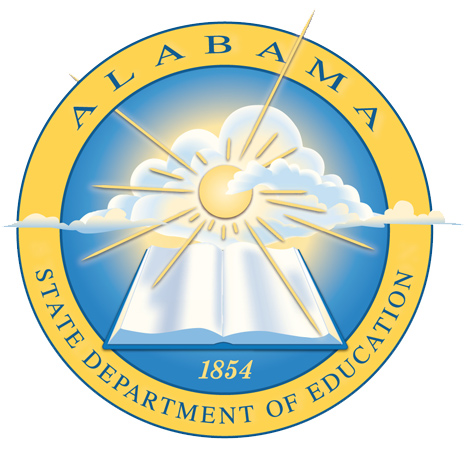 ALABAMA
1854
STATE DEPARTMENT OF EDUCATION